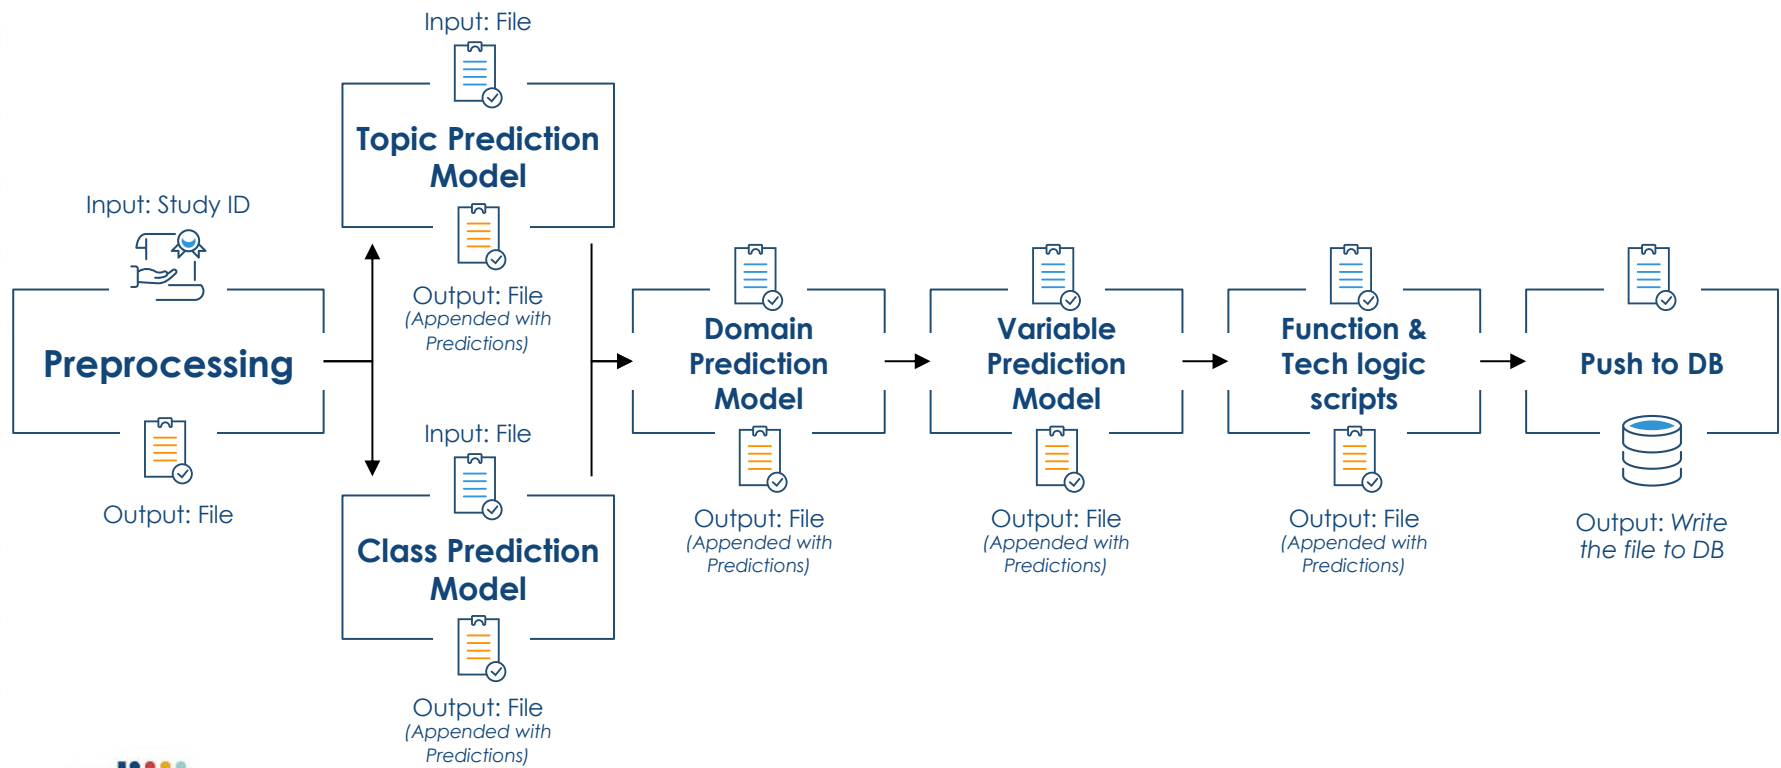 Input: Study ID
Preprocessing
Output: File
Input: File
Topic Prediction
Model
Output: File
(Appended with
Predictions)
Input: File
Class Prediction
Model
Output: File
(Appended with
Predictions)
Domain
Prediction
Model
Output: File
(Appended with
Predictions)
Variable
Prediction
Model
Output: File
(Appended with
Predictions)
Function &
Tech logic
scripts
Output: File
(Appended with
Predictions)
Push to DB
Output: Write
the file to DB